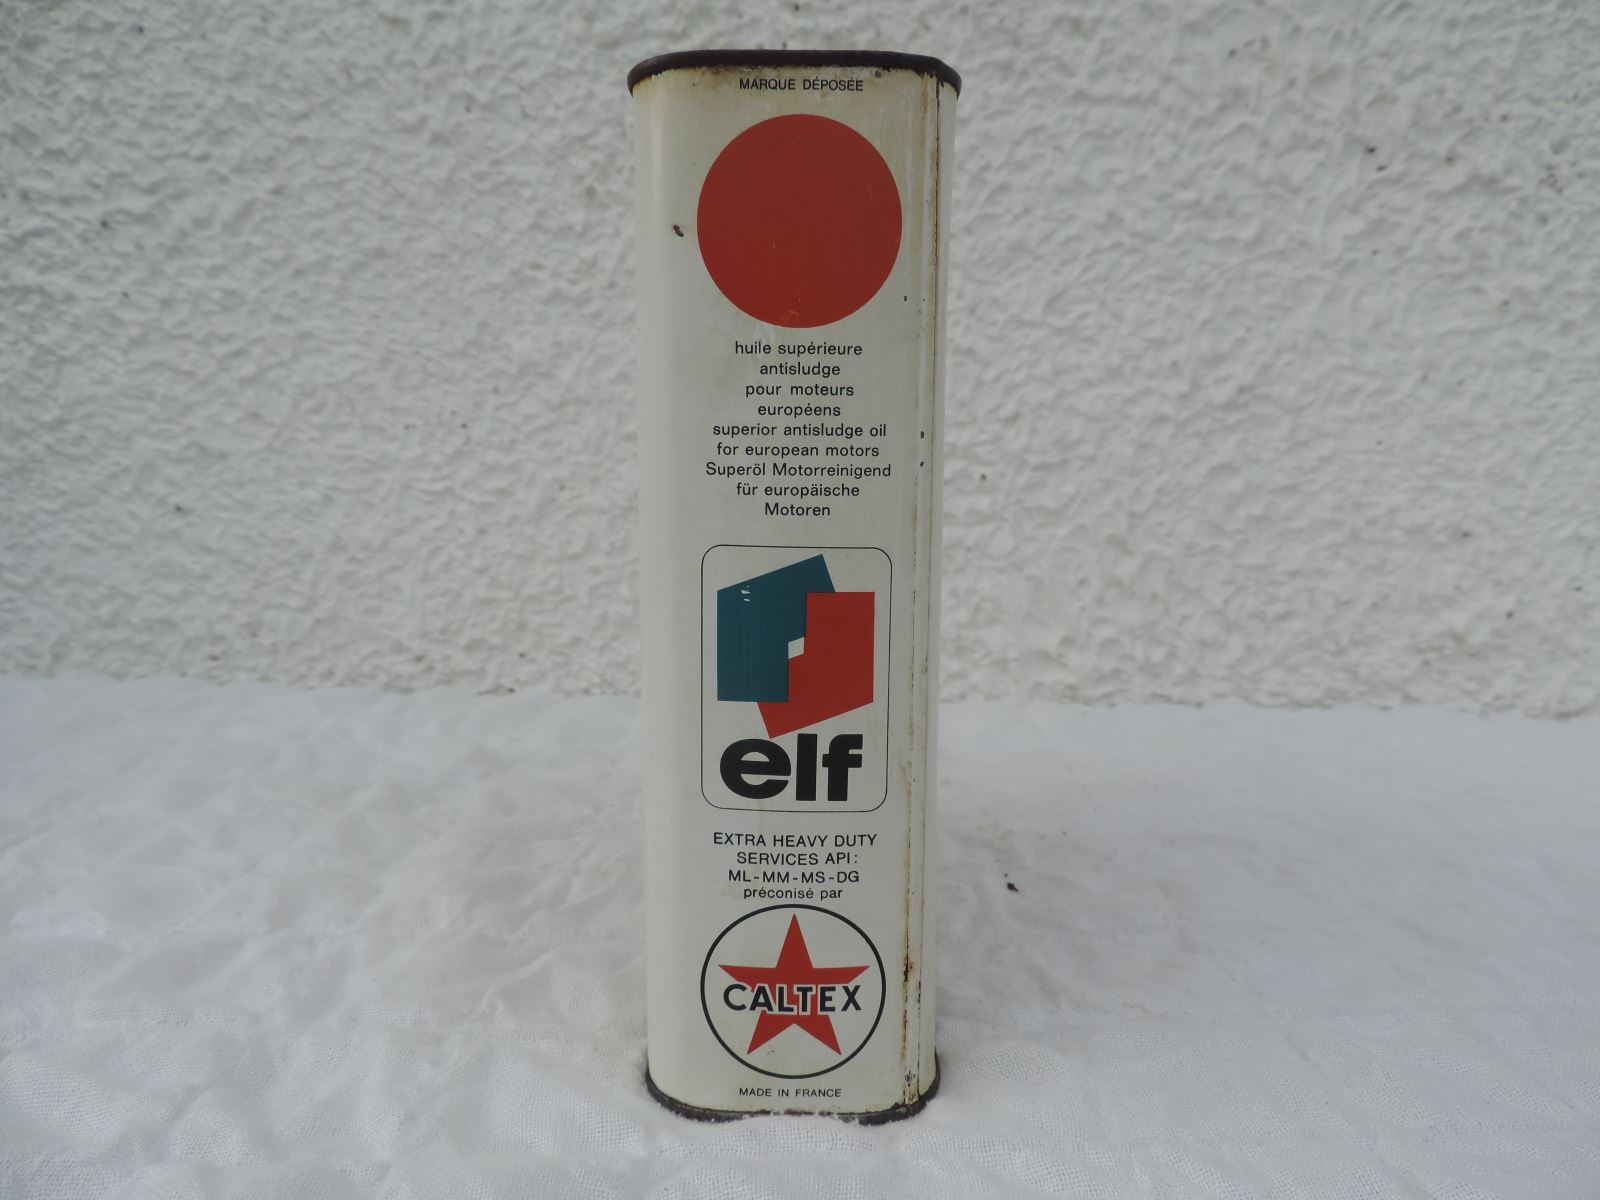 MARQUE DÉPOSÉE
huile supérieure
antisludge
pour moteurs
européens
superior antisludge oil
for european motors
Superöl Motorreinigend
für europäische
Motoren
elf
EXTRA HEAVY DUTY
SERVICES API:
ML-MM-MS-DG
préconisé par
CALTEX
MADE IN FRANCE